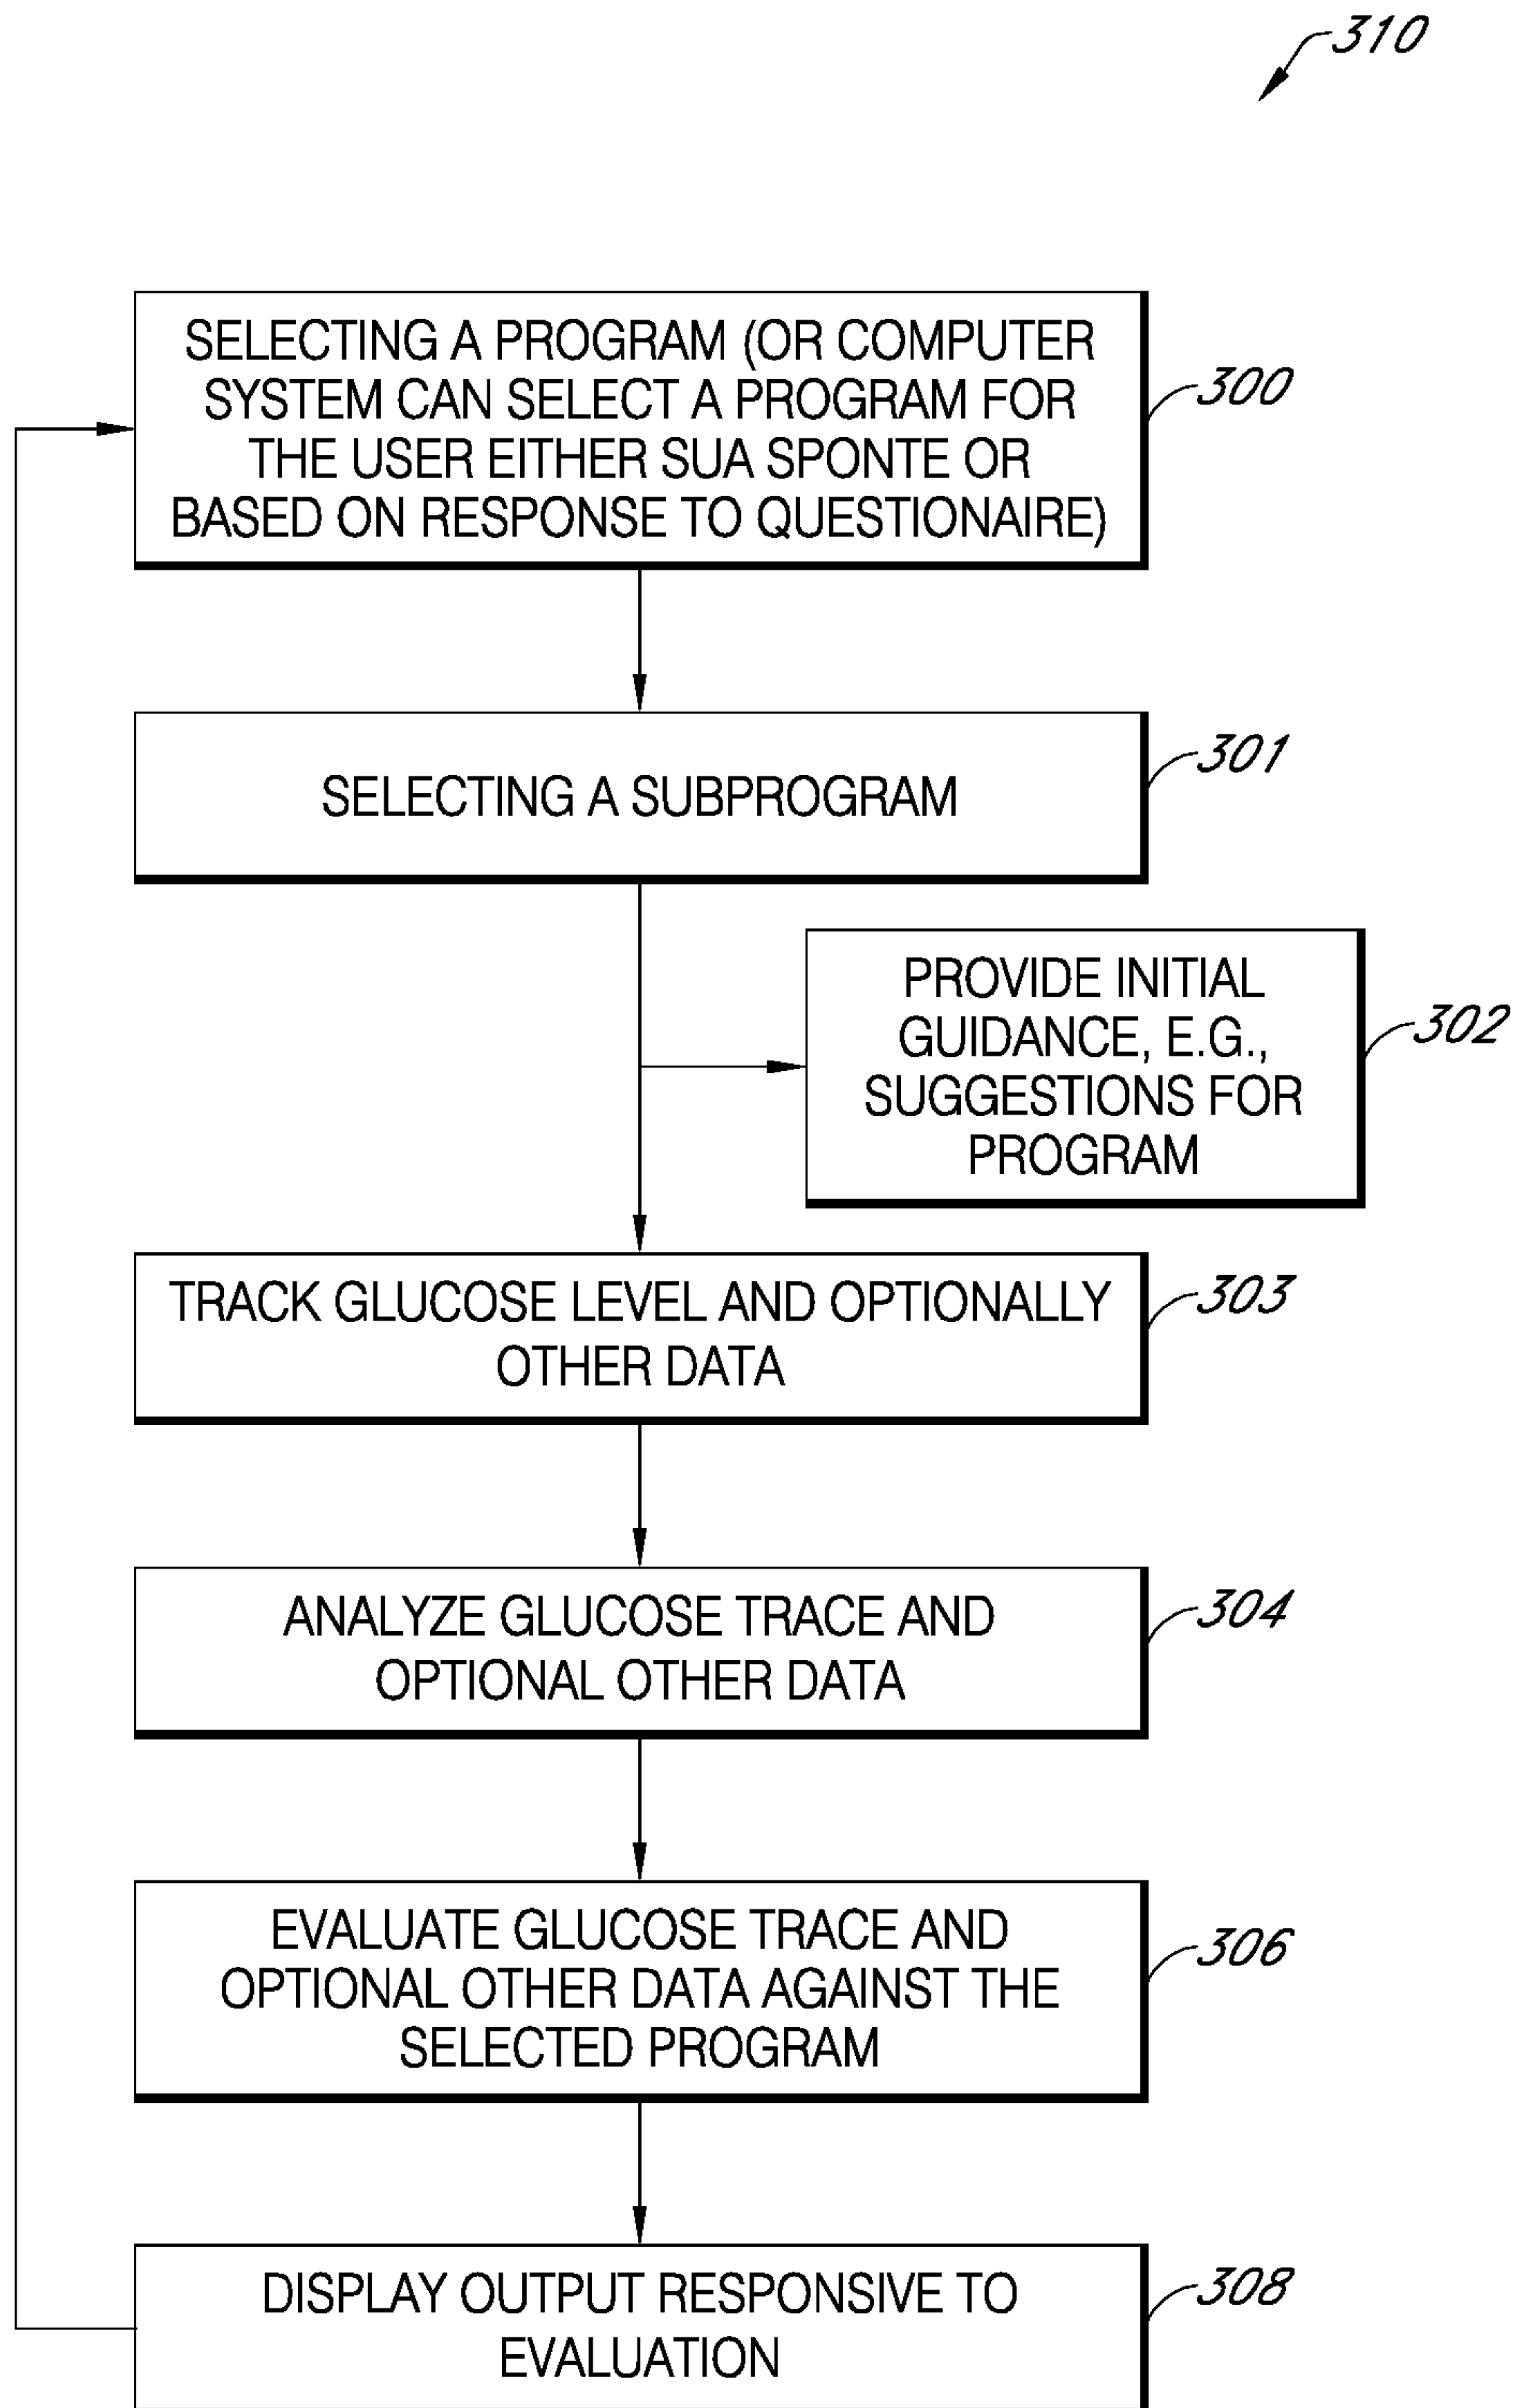 310
SELECTING A PROGRAM (OR COMPUTER
SYSTEM CAN SELECT A PROGRAM FOR
THE USER EITHER SUA SPONTE OR
BASED ON RESPONSE TO QUESTIONAIRE)
300
SELECTING A SUBPROGRAM
301
PROVIDE INITIAL
GUIDANCE, E.G.,
SUGGESTIONS FOR
PROGRAM
302
TRACK GLUCOSE LEVEL AND OPTIONALLY
OTHER DATA
303
ANALYZE GLUCOSE TRACE AND
OPTIONAL OTHER DATA
304
EVALUATE GLUCOSE TRACE AND
OPTIONAL OTHER DATA AGAINST THE
SELECTED PROGRAM
306
DISPLAY OUTPUT RESPONSIVE TO
EVALUATION
308